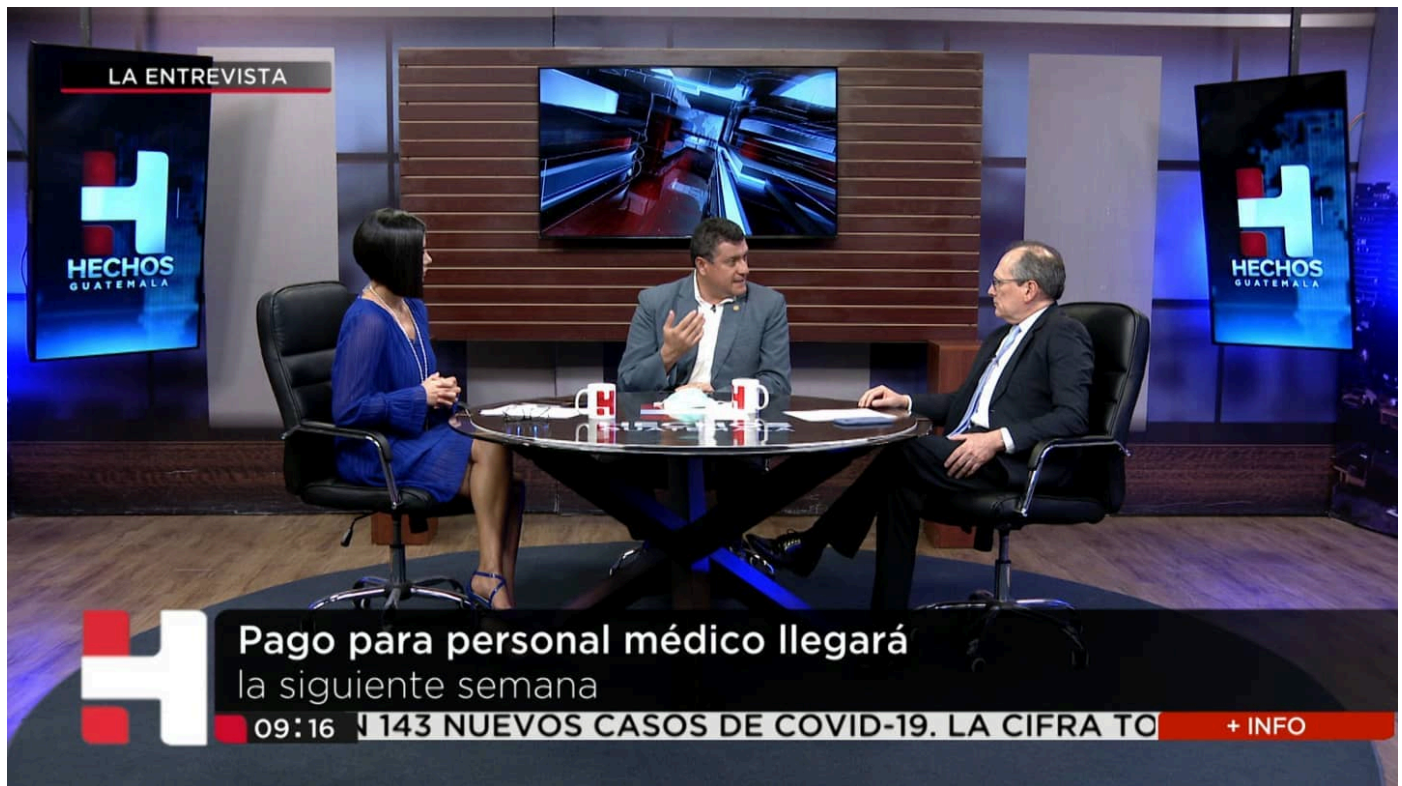 LA ENTREVISTA
HECHOS
GUATEMALA
HECHOS
GUATEMALA
Pago para personal médico llegará
la siguiente semana
09:16
N 143 NUEVOS CASOS DE COVID-19. LA CIFRA TO
+ INFO